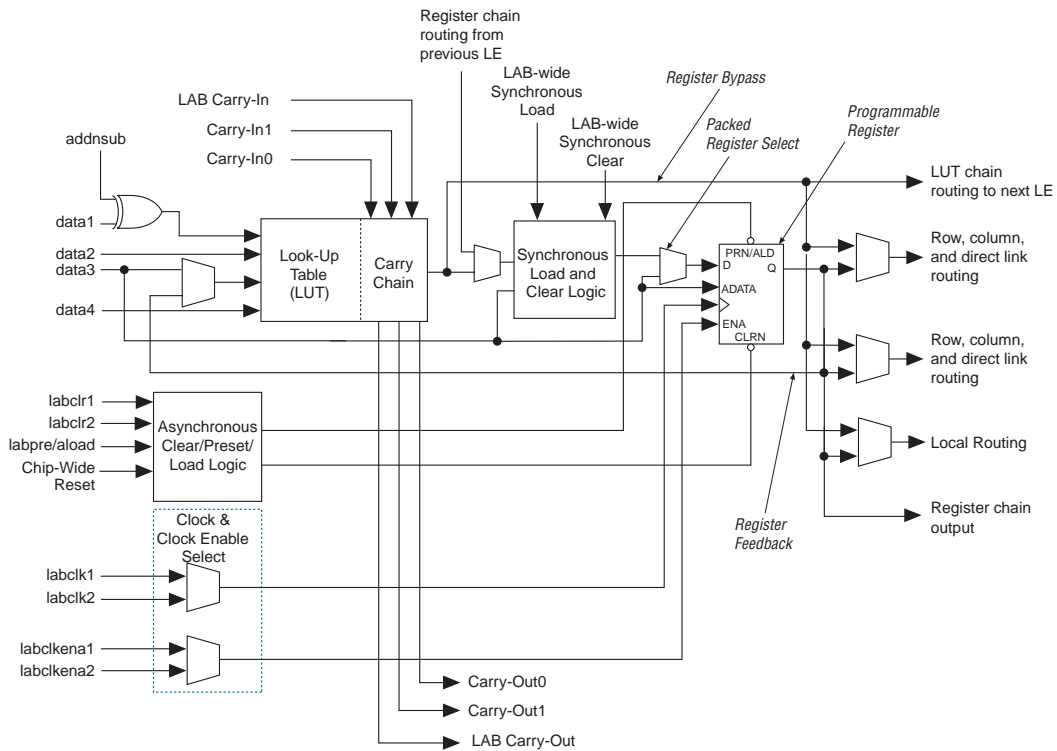 Register chain
routing from
previous LE
LAB-wide
Synchronous
Load
Register Bypass
LAB Carry-In
Carry-In1
Carry-In0
LAB-wide
Synchronous
Clear
Packed
Register Select
Programmable
Register
addnsub
LUT chain
routing to next LE
data1
data2
data3
data4
Look-Up
Table
(LUT)
Carry
Chain
Synchronous
Load and
Clear Logic
PRN/ALD
D
Q
ADATA
ENA
CLRN
Row, column,
and direct link
routing
Row, column,
and direct link
routing
labclr1
labclr2
labpre/aload
Chip-Wide
Reset
Asynchronous
Clear/Preset/
Load Logic
Local Routing
Register chain
output
Register
Feedback
Clock &
Clock Enable
Select
labclk1
labclk2
labclkena1
labclkena2
Carry-Out0
Carry-Out1
LAB Carry-Out